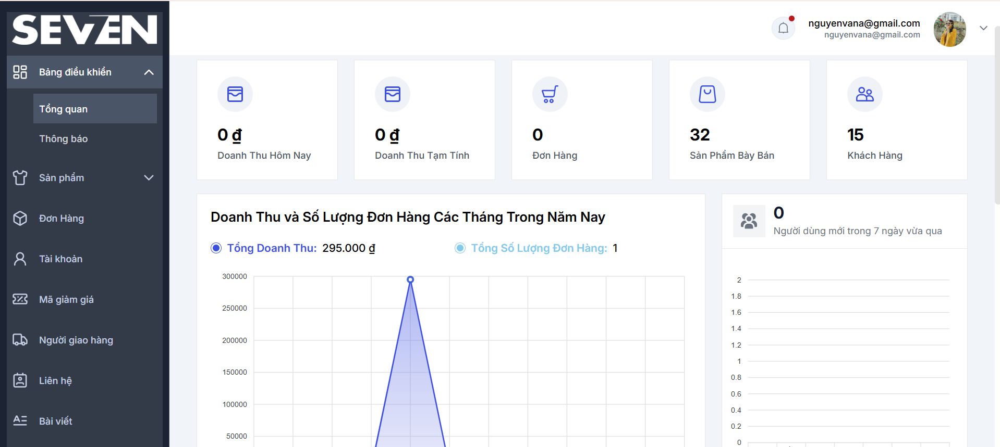 SEVEN
Bảng điều khiển
Tổng quan
Thông báo
Sản phẩm
Đơn Hàng
Tài khoản
Mã giảm giá
Người giao hàng
Liên hệ
Bài viết
nguyenvana@gmail.com
nguyenvana@gmail.com
0 ₫
Doanh Thu Hôm Nay
0 ₫
Doanh Thu Tạm Tính
0
Đơn Hàng
32
Sản Phẩm Bày Bán
15
Khách Hàng
Doanh Thu và Số Lượng Đơn Hàng Các Tháng Trong Năm Nay
Tổng Doanh Thu: 295.000 ₫
Tổng Số Lượng Đơn Hàng: 1
300000
250000
200000
150000
100000
50000
0
Người dùng mới trong 7 ngày vừa qua
2
1.8
1.6
1.4
1.2
1
0.8
0.6
0.4
0.2
0